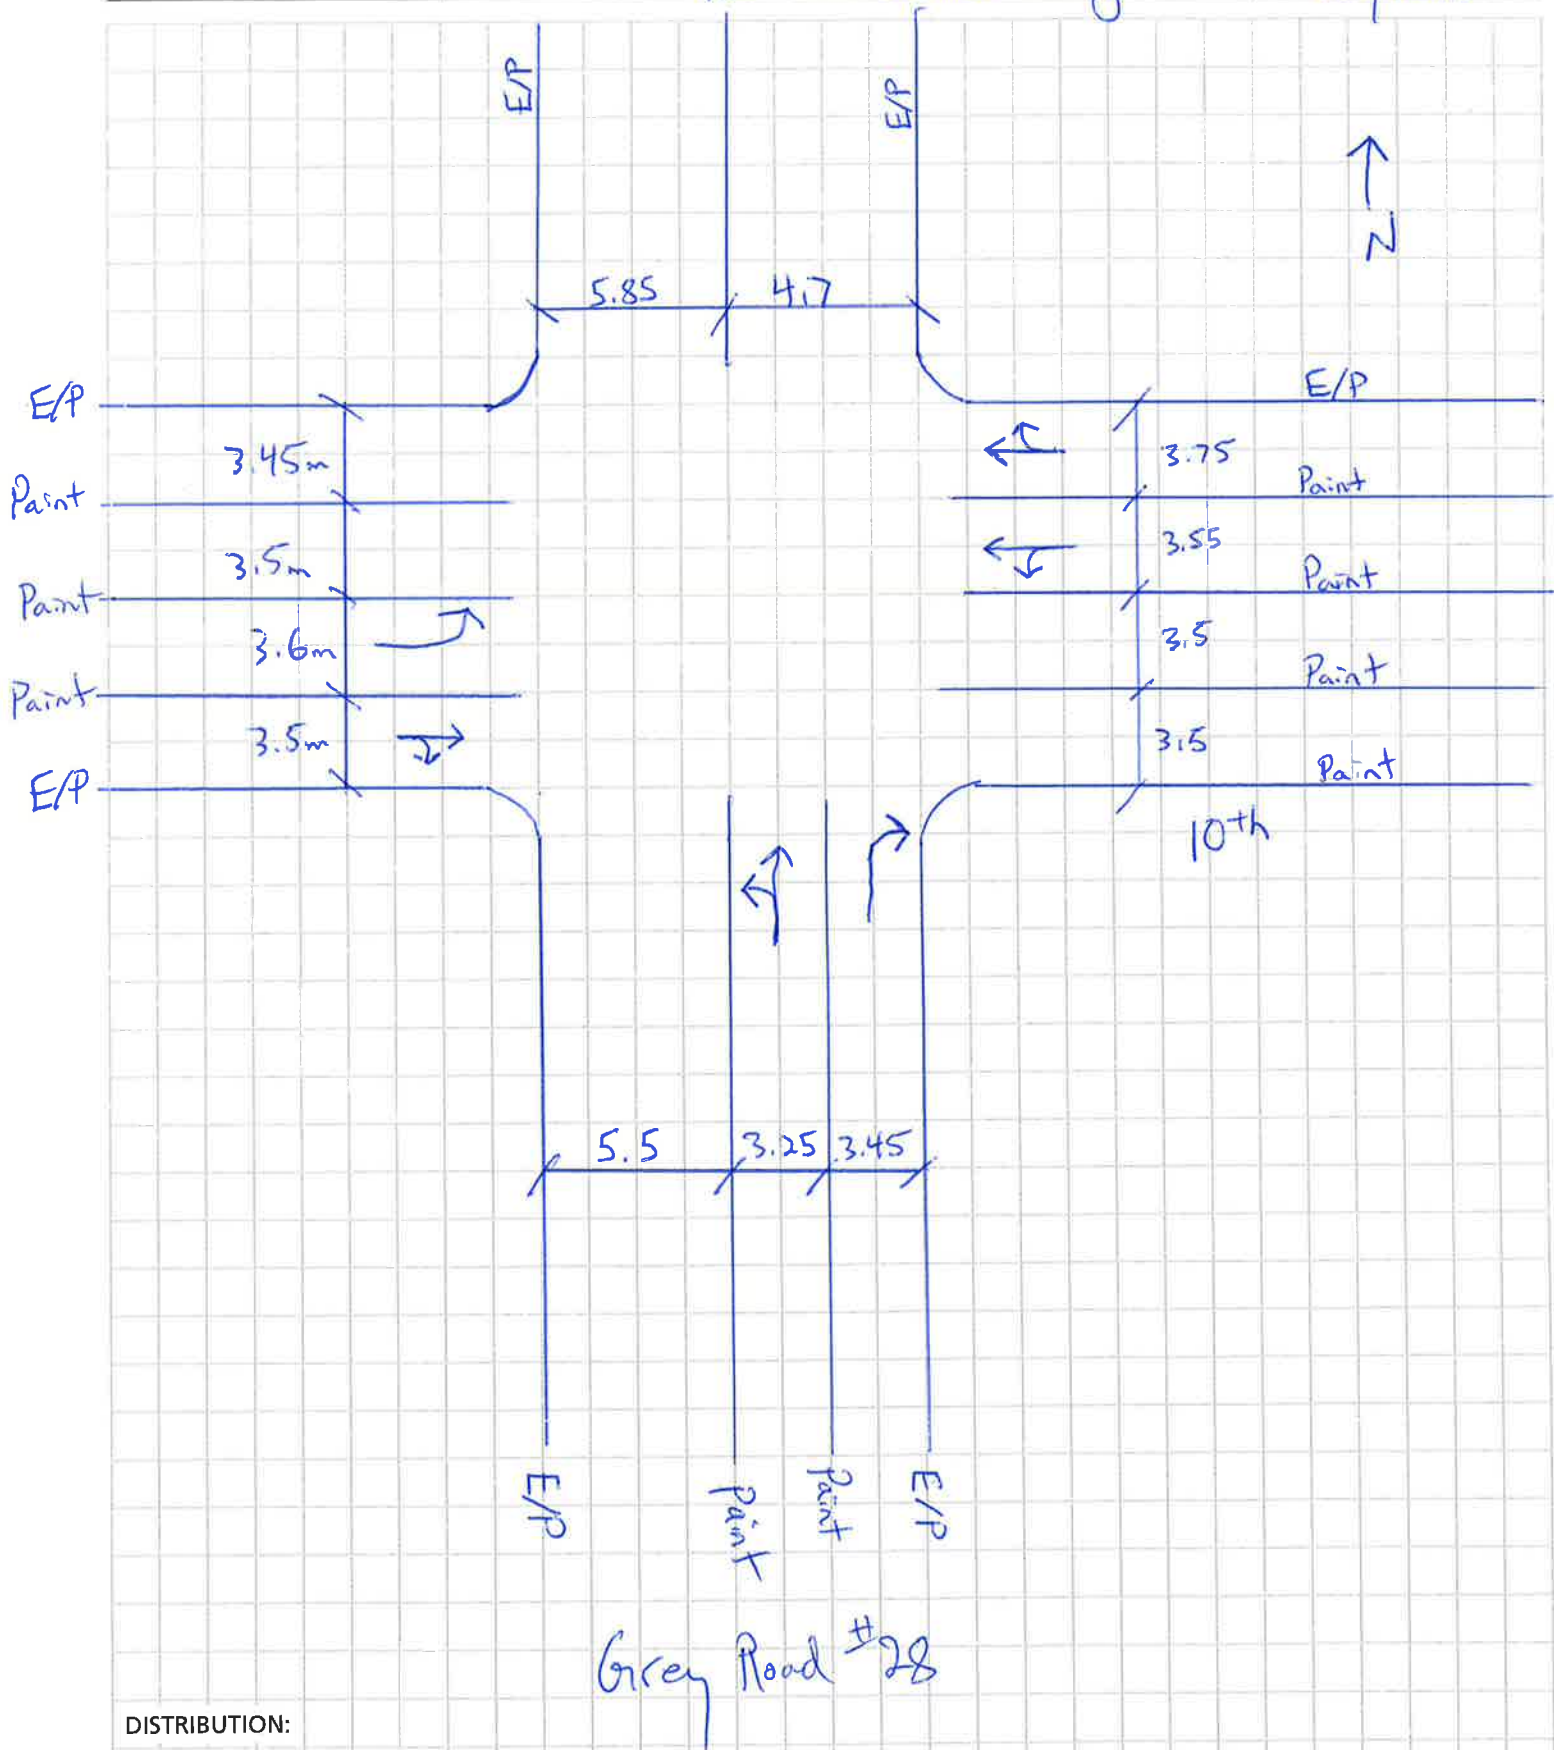 E/P
E/P
N
5.85 4.7
E/P
E/P
3.45m
3.75
Paint
Paint
3.5m
3.55
Paint
Paint
3.6m
3.5
Paint
Paint
3.5m
3.5
E/P
Paint
10th
5.5 3.25 3.45
E/P
Paint
Paint
E/P
Grey Road #28
DISTRIBUTION: